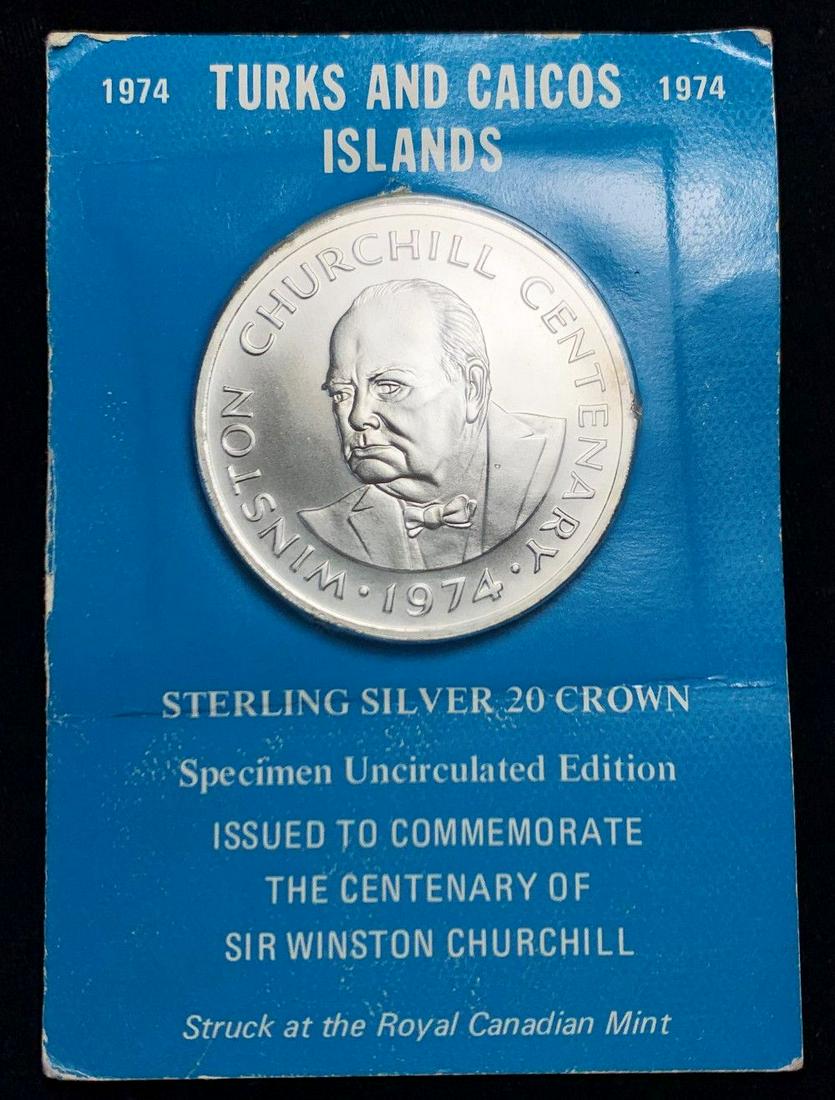 1974 TURKS AND CAICOS 1974
ISLANDS
WINSTON CHURCHILL CENTENARY
· 1974 ·
STERLING SILVER 20 CROWN
Specimen Uncirculated Edition
ISSUED TO COMMEMORATE
THE CENTENARY OF
SIR WINSTON CHURCHILL
Struck at the Royal Canadian Mint